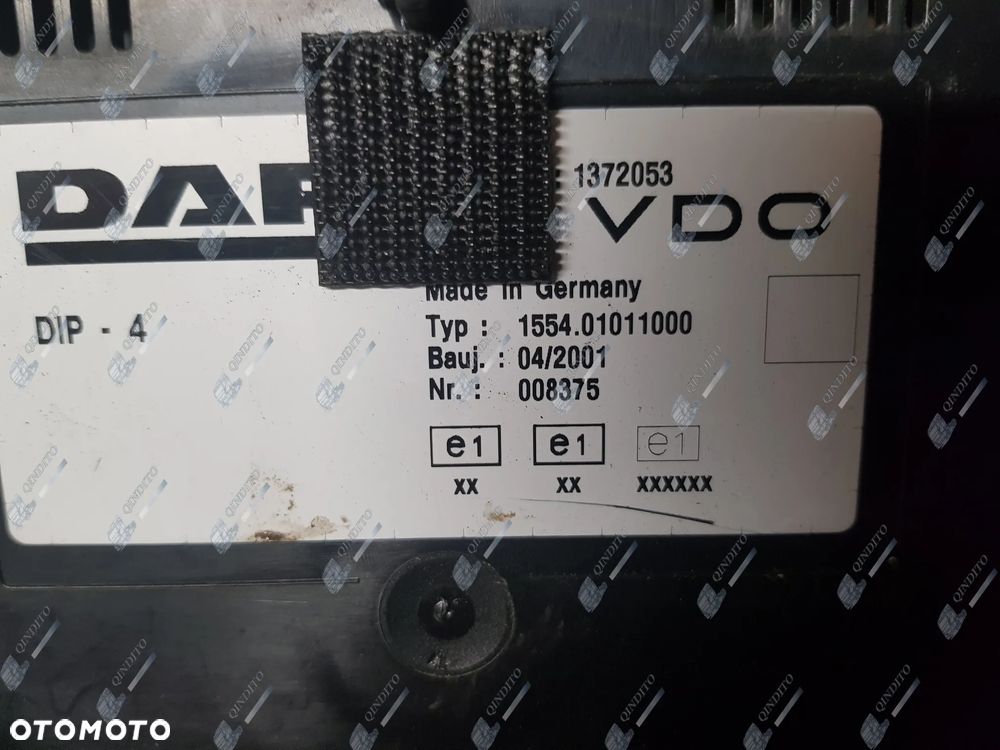 1372053
VDO
Made in Germany
DIP - 4
Typ : 1554.01011000
Bauj. : 04/2001
Nr. : 008375
e1 e1 e1
XX XX XXXXXX
QINDITO
OTOMOTO